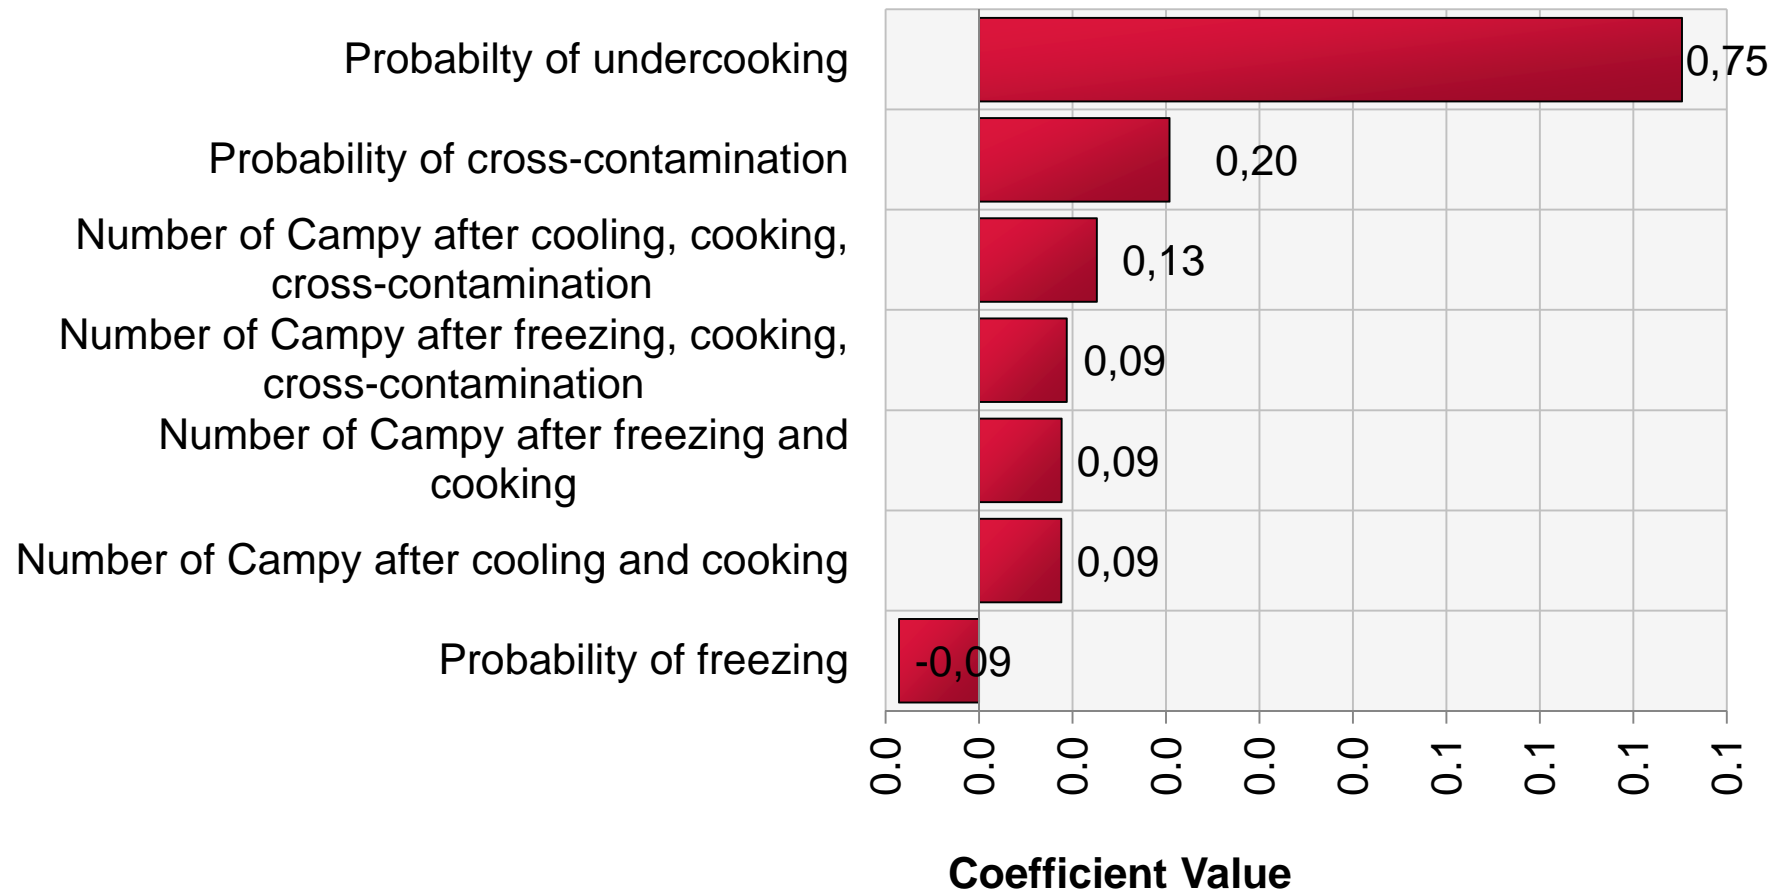 Probabilty of undercooking
0,75
Probability of cross-contamination
0,20
Number of Campy after cooling, cooking,
cross-contamination
0,13
Number of Campy after freezing, cooking,
cross-contamination
0,09
Number of Campy after freezing and
cooking
0,09
Number of Campy after cooling and cooking
0,09
Probability of freezing
-0,09
0.0
0.0
0.0
0.0
0.0
0.0
0.1
0.1
0.1
0.1
Coefficient Value